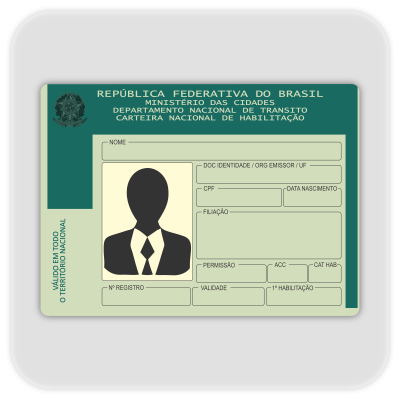 REPÚBLICA FEDERATIVA DO BRASIL
MINISTÉRIO DAS CIDADES
DEPARTAMENTO NACIONAL DE TRANSITO
CARTEIRA NACIONAL DE HABILITAÇÃO
NOME
DOC IDENTIDADE / ORG EMISSOR / UF
CPF
DATA NASCIMENTO
FILIAÇÃO
PERMISSÃO
ACC
CAT HAB
Nº REGISTRO
VALIDADE
1º HABILITAÇÃO
VÁLIDO EM TODO
O TERRITÓRIO NACIONAL